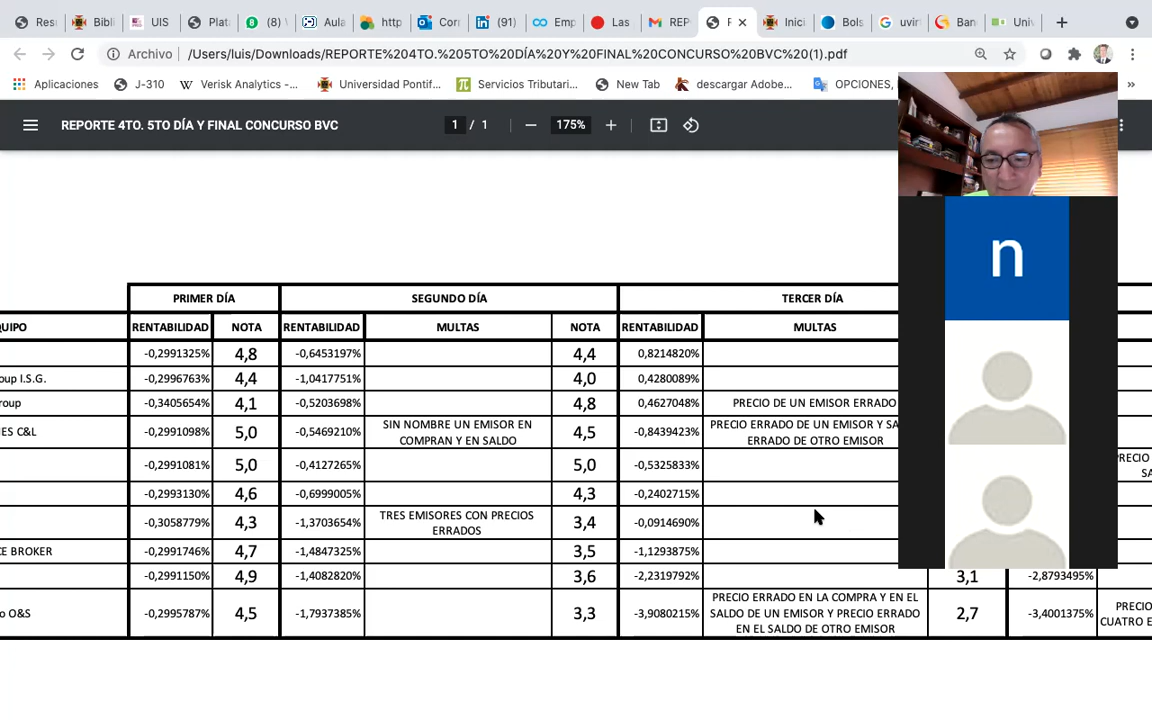 Res
Bibl
UIS
Plat
(8) \
Aula
http
Corr
(91)
Emp
Las
REP
F
Inici
Bols
uviri
Ban
Univ
Archivo
/Users/luis/Downloads/REPORTE%204TO.%205TO%20DÍA%20Y%20FINAL%20CONCURSO%20BVC%20(1).pdf
Aplicaciones
J-310
Verisk Analytics -...
Universidad Pontif...
Servicios Tributari...
New Tab
descargar Adobe...
OPCIONES,
REPORTE 4TO. 5TO DÍA Y FINAL CONCURSO BVC
1 / 1
175%
n
PRIMER DÍA SEGUNDO DÍA TERCER DÍA
QUIPO RENTABILIDAD NOTA RENTABILIDAD MULTAS NOTA RENTABILIDAD MULTAS
-0,2991325% 4,8 -0,6453197% 4,4 0,8214820%
oup I.S.G. -0,2996763% 4,4 -1,0417751% 4,0 0,4280089%
roup -0,3405654% 4,1 -0,5203698% 4,8 0,4627048% PRECIO DE UN EMISOR ERRADO
ES C&L -0,2991098% 5,0 -0,5469210% SIN NOMBRE UN EMISOR EN
COMPRAN Y EN SALDO 4,5 -0,8439423% PRECIO ERRADO DE UN EMISOR Y SA
ERRADO DE OTRO EMISOR
-0,2991081% 5,0 -0,4127265% 5,0 -0,5325833% PRECIO
SA
-0,2993130% 4,6 -0,6999005% 4,3 -0,2402715%
-0,3058779% 4,3 -1,3703654% TRES EMISORES CON PRECIOS
ERRADOS 3,4 -0,0914690%
CE BROKER -0,2991746% 4,7 -1,4847325% 3,5 -1,1293875%
-0,2991150% 4,9 -1,4082820% 3,6 -2,2319792% 3,1 -2,8793495%
o O&S -0,2995787% 4,5 -1,7937385% 3,3 -3,9080215% PRECIO ERRADO EN LA COMPRA Y EN EL
SALDO DE UN EMISOR Y PRECIO ERRADO
EN EL SALDO DE OTRO EMISOR 2,7 -3,4001375% PRECIO
CUATRO E